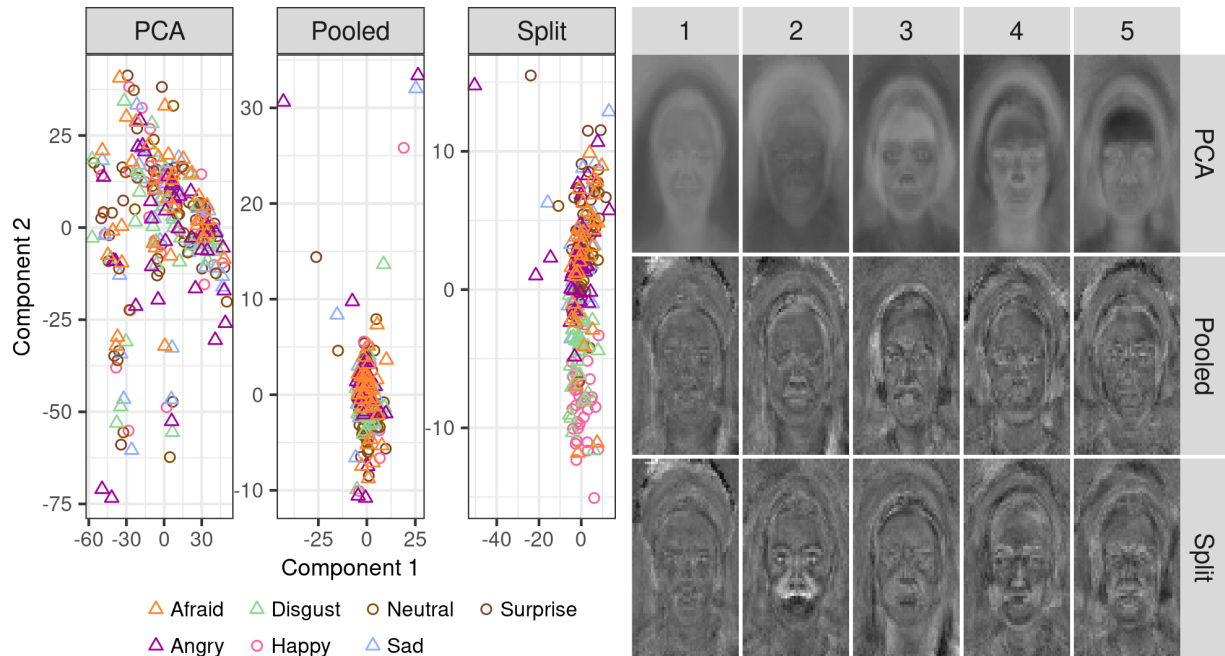 PCA
Pooled
Split
Component 2
25
0
-25
-50
-75
-60
-30
0
30
30
20
10
0
-10
-25
0
25
10
0
-10
-40
-20
0
Component 1
Afraid
Disgust
Neutral
Surprise
Angry
Happy
Sad
1
2
3
4
5
PCA
Pooled
Split